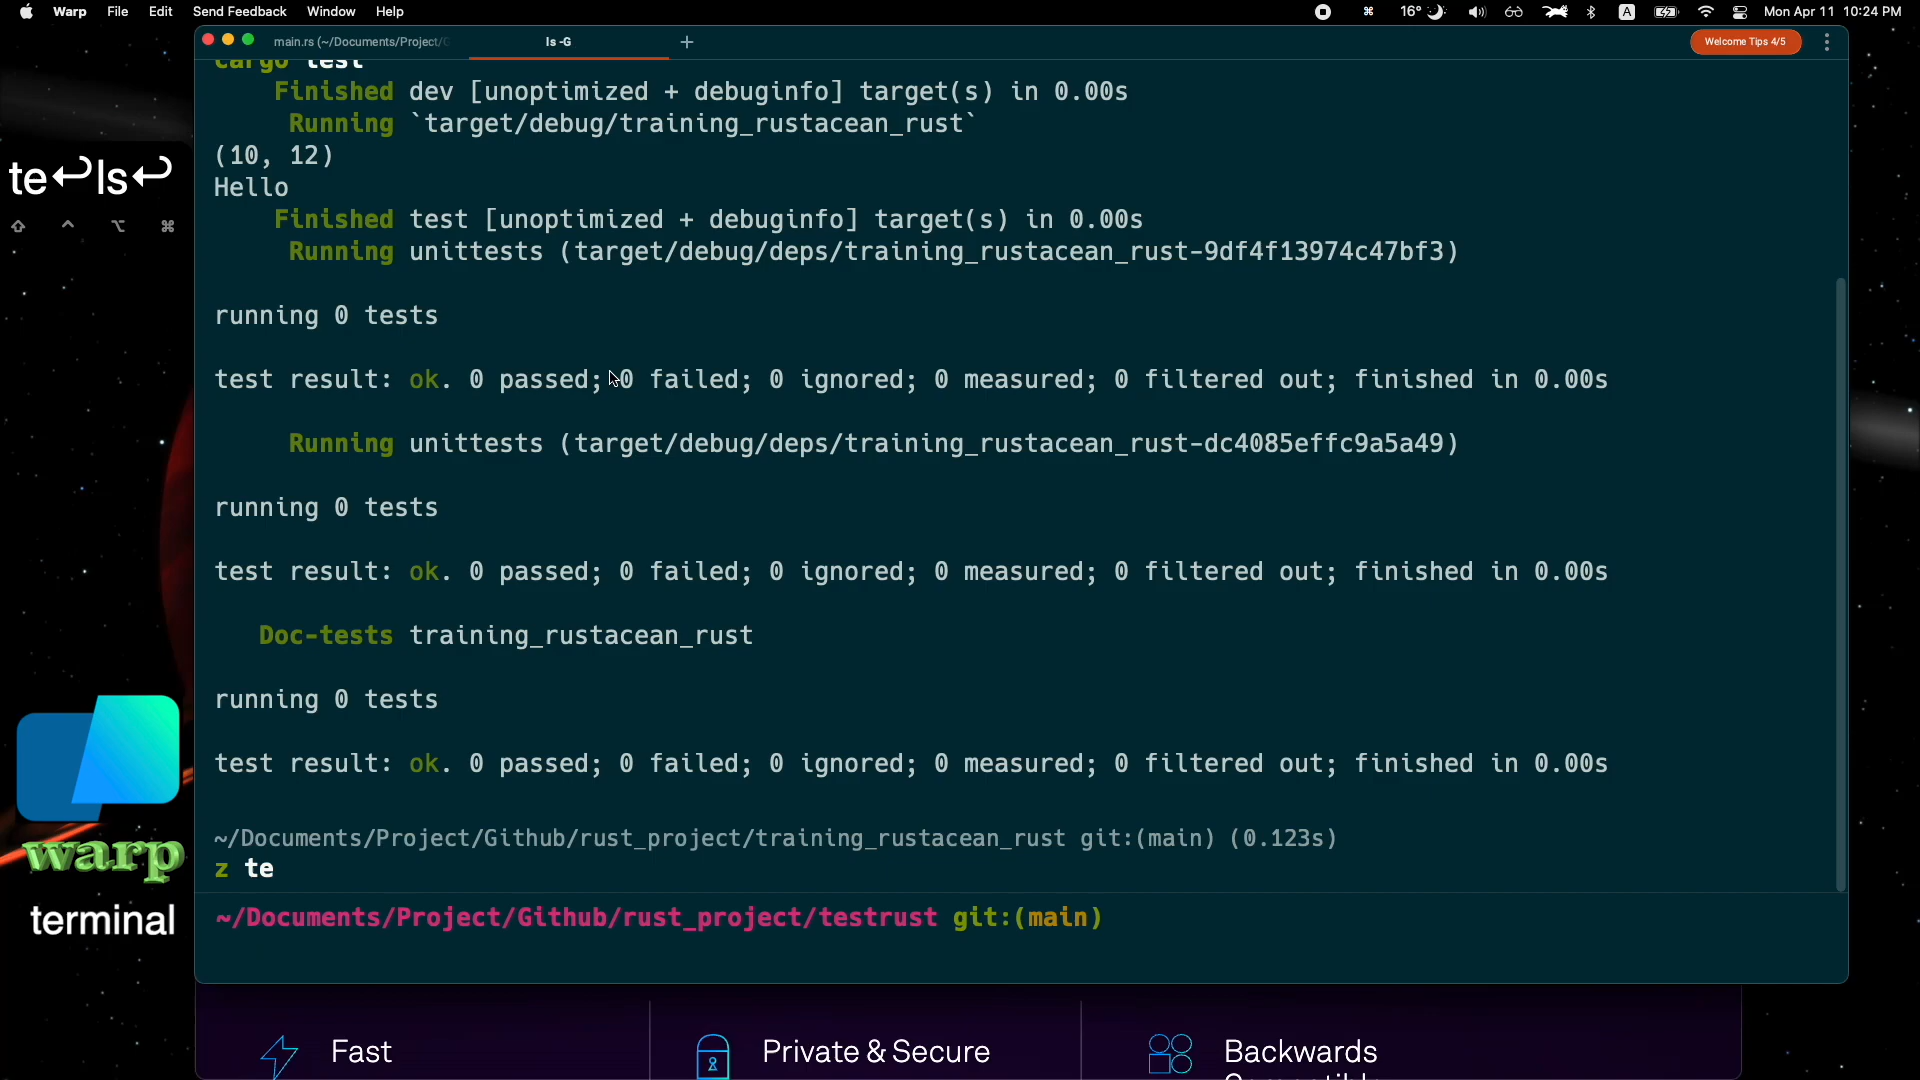 Warp File Edit Send Feedback Window Help
16° Mon Apr 11 10:24 PM
main.rs (~/Documents/Project/G
ls -G
Welcome Tips 4/5
cargo test
Finished dev [unoptimized + debuginfo] target(s) in 0.00s
Running `target/debug/training_rustacean_rust`
(10, 12)
Hello
Finished test [unoptimized + debuginfo] target(s) in 0.00s
Running unittests (target/debug/deps/training_rustacean_rust-9df4f13974c47bf3)
running 0 tests
test result: ok. 0 passed; 0 failed; 0 ignored; 0 measured; 0 filtered out; finished in 0.00s
Running unittests (target/debug/deps/training_rustacean_rust-dc4085effc9a5a49)
running 0 tests
test result: ok. 0 passed; 0 failed; 0 ignored; 0 measured; 0 filtered out; finished in 0.00s
Doc-tests training_rustacean_rust
running 0 tests
test result: ok. 0 passed; 0 failed; 0 ignored; 0 measured; 0 filtered out; finished in 0.00s
~/Documents/Project/Github/rust_project/training_rustacean_rust git:(main) (0.123s)
z te
~/Documents/Project/Github/rust_project/testrust git:(main)
te↩ls↩
⇧ ⌃ ⌥ ⌘
warp
terminal
Fast
Private & Secure
Backwards